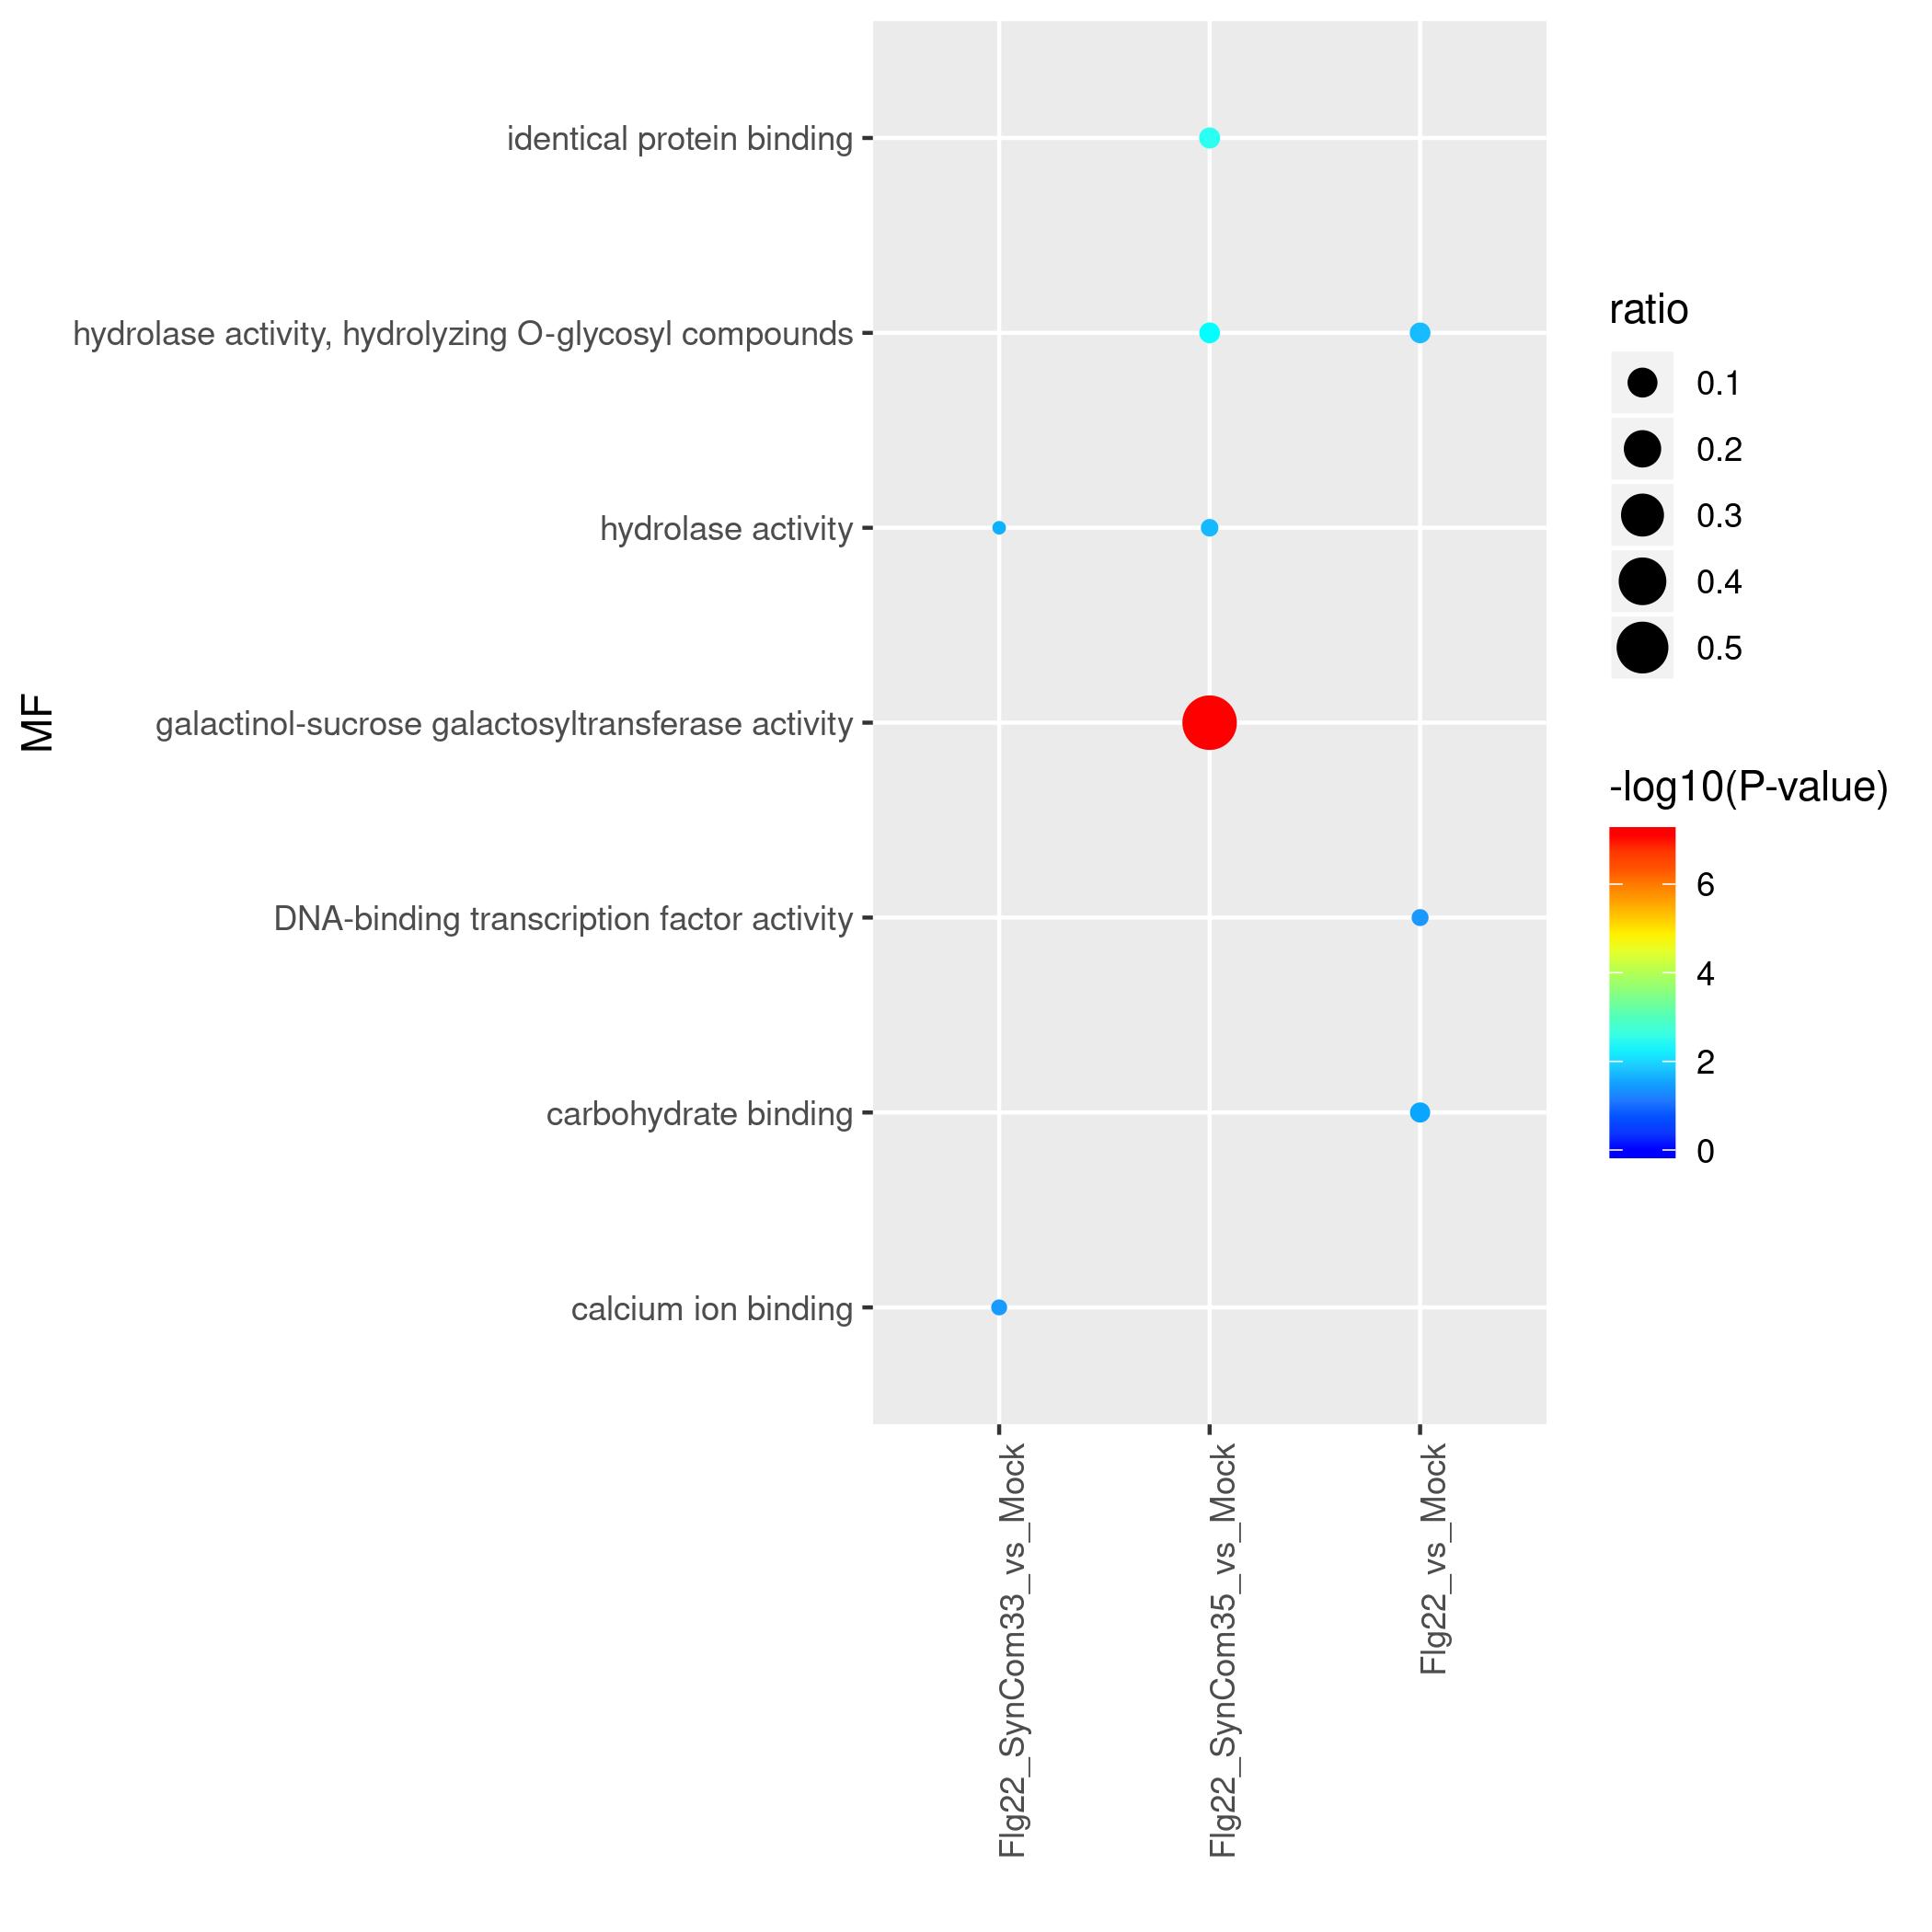 MF
identical protein binding
hydrolase activity, hydrolyzing O-glycosyl compounds
hydrolase activity
galactinol-sucrose galactosyltransferase activity
DNA-binding transcription factor activity
carbohydrate binding
calcium ion binding
Flg22_SynCom33_vs_Mock
Flg22_SynCom35_vs_Mock
Flg22_vs_Mock
ratio
0.1
0.2
0.3
0.4
0.5
-log10(P-value)
6
4
2
0